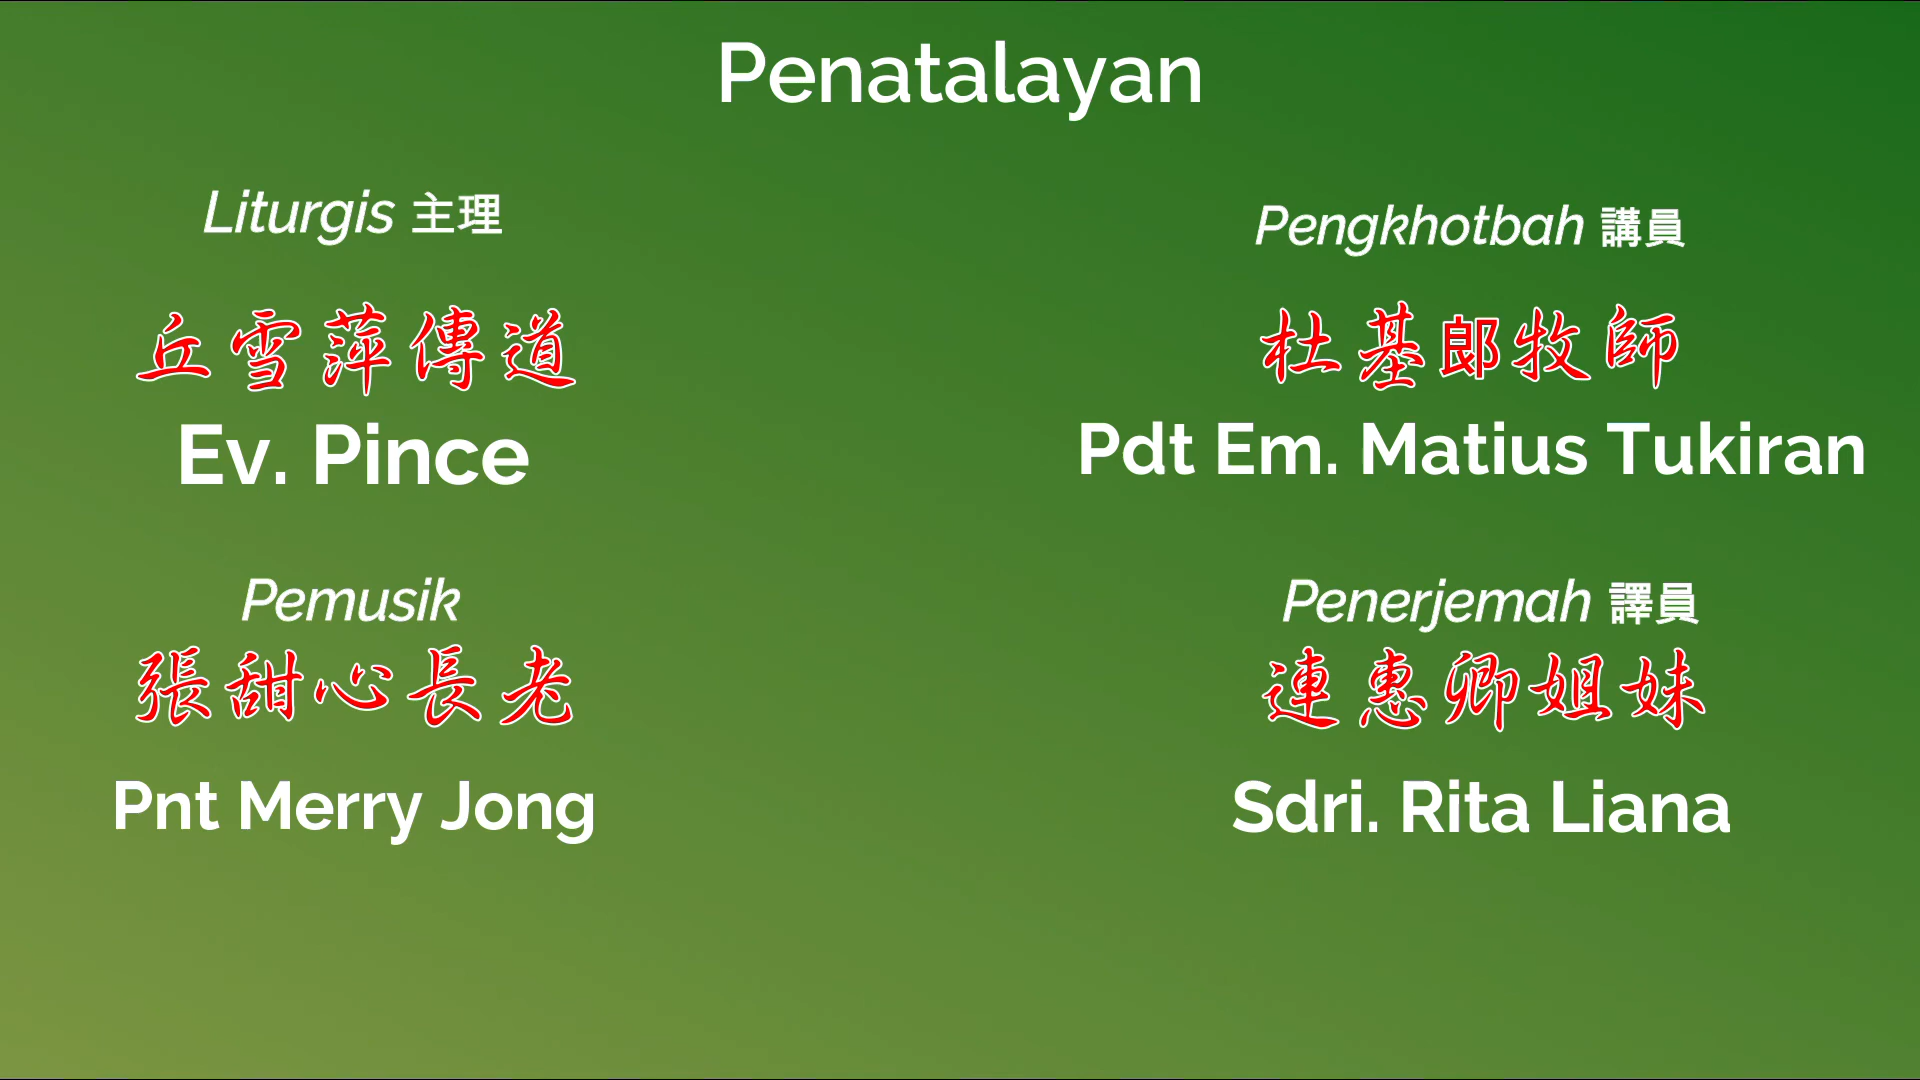 Penatalayan
Liturgis 主理
丘雪萍傳道
Ev. Pince
Pengkhotbah 講員
杜基郎牧師
Pdt Em. Matius Tukiran
Pemusik
張甜心長老
Pnt Merry Jong
Penerjemah 譯員
連惠卿姐妹
Sdri. Rita Liana